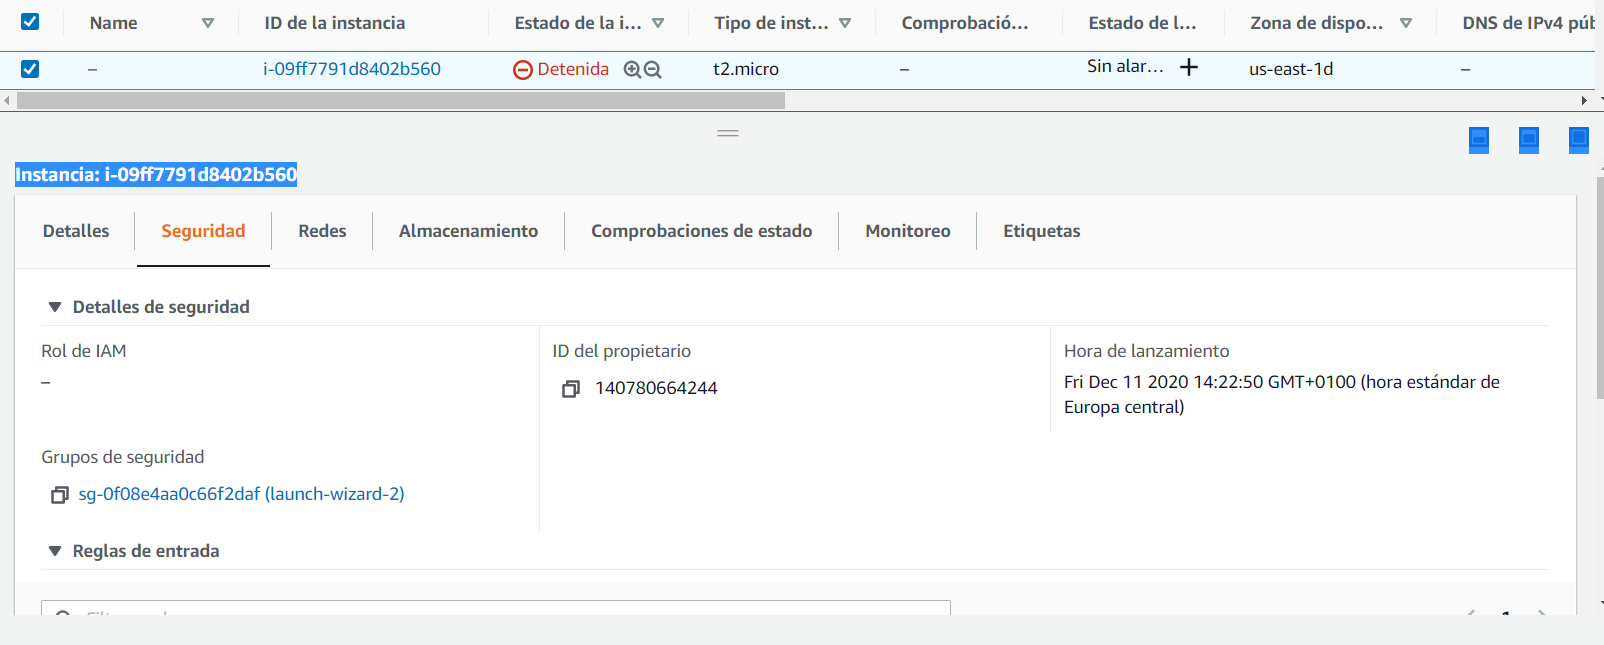 Name ID de la instancia Estado de la i... Tipo de inst... Comprobació... Estado de l... Zona de dispo... DNS de IPv4 púb
– i-09ff7791d8402b560 Detenida t2.micro – Sin alar... + us-east-1d –
Instancia: i-09ff7791d8402b560
Detalles Seguridad Redes Almacenamiento Comprobaciones de estado Monitoreo Etiquetas
Detalles de seguridad
Rol de IAM
–
ID del propietario
140780664244
Hora de lanzamiento
Fri Dec 11 2020 14:22:50 GMT+0100 (hora estándar de
Europa central)
Grupos de seguridad
sg-0f08e4aa0c66f2daf (launch-wizard-2)
Reglas de entrada